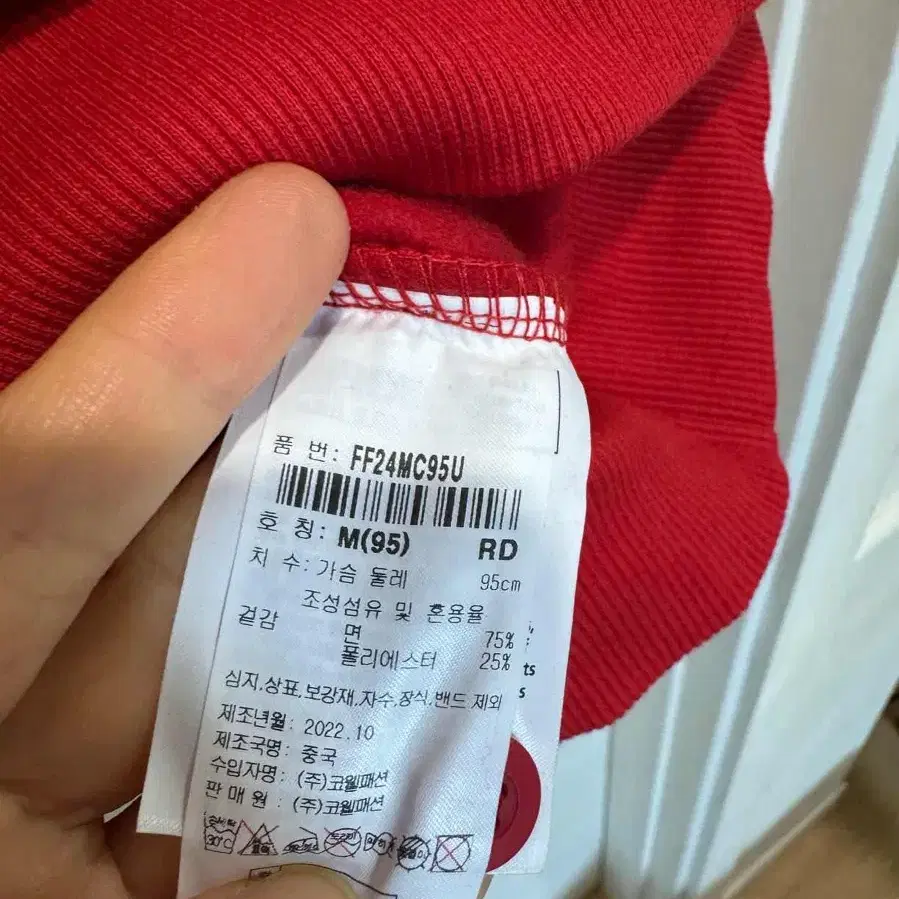 품 번: FF24MC95U
호 칭: M(95) RD
치 수: 가슴 둘레 95cm
조성섬유 및 혼용율
겉감 면 75%
폴리에스터 25%
심지,상표,보강재,자수,장식,밴드 제외
제조년월: 2022.10
제조국명: 중국
수입자명: (주)코웰패션
판 매 원: (주)코웰패션
30℃
ts
s